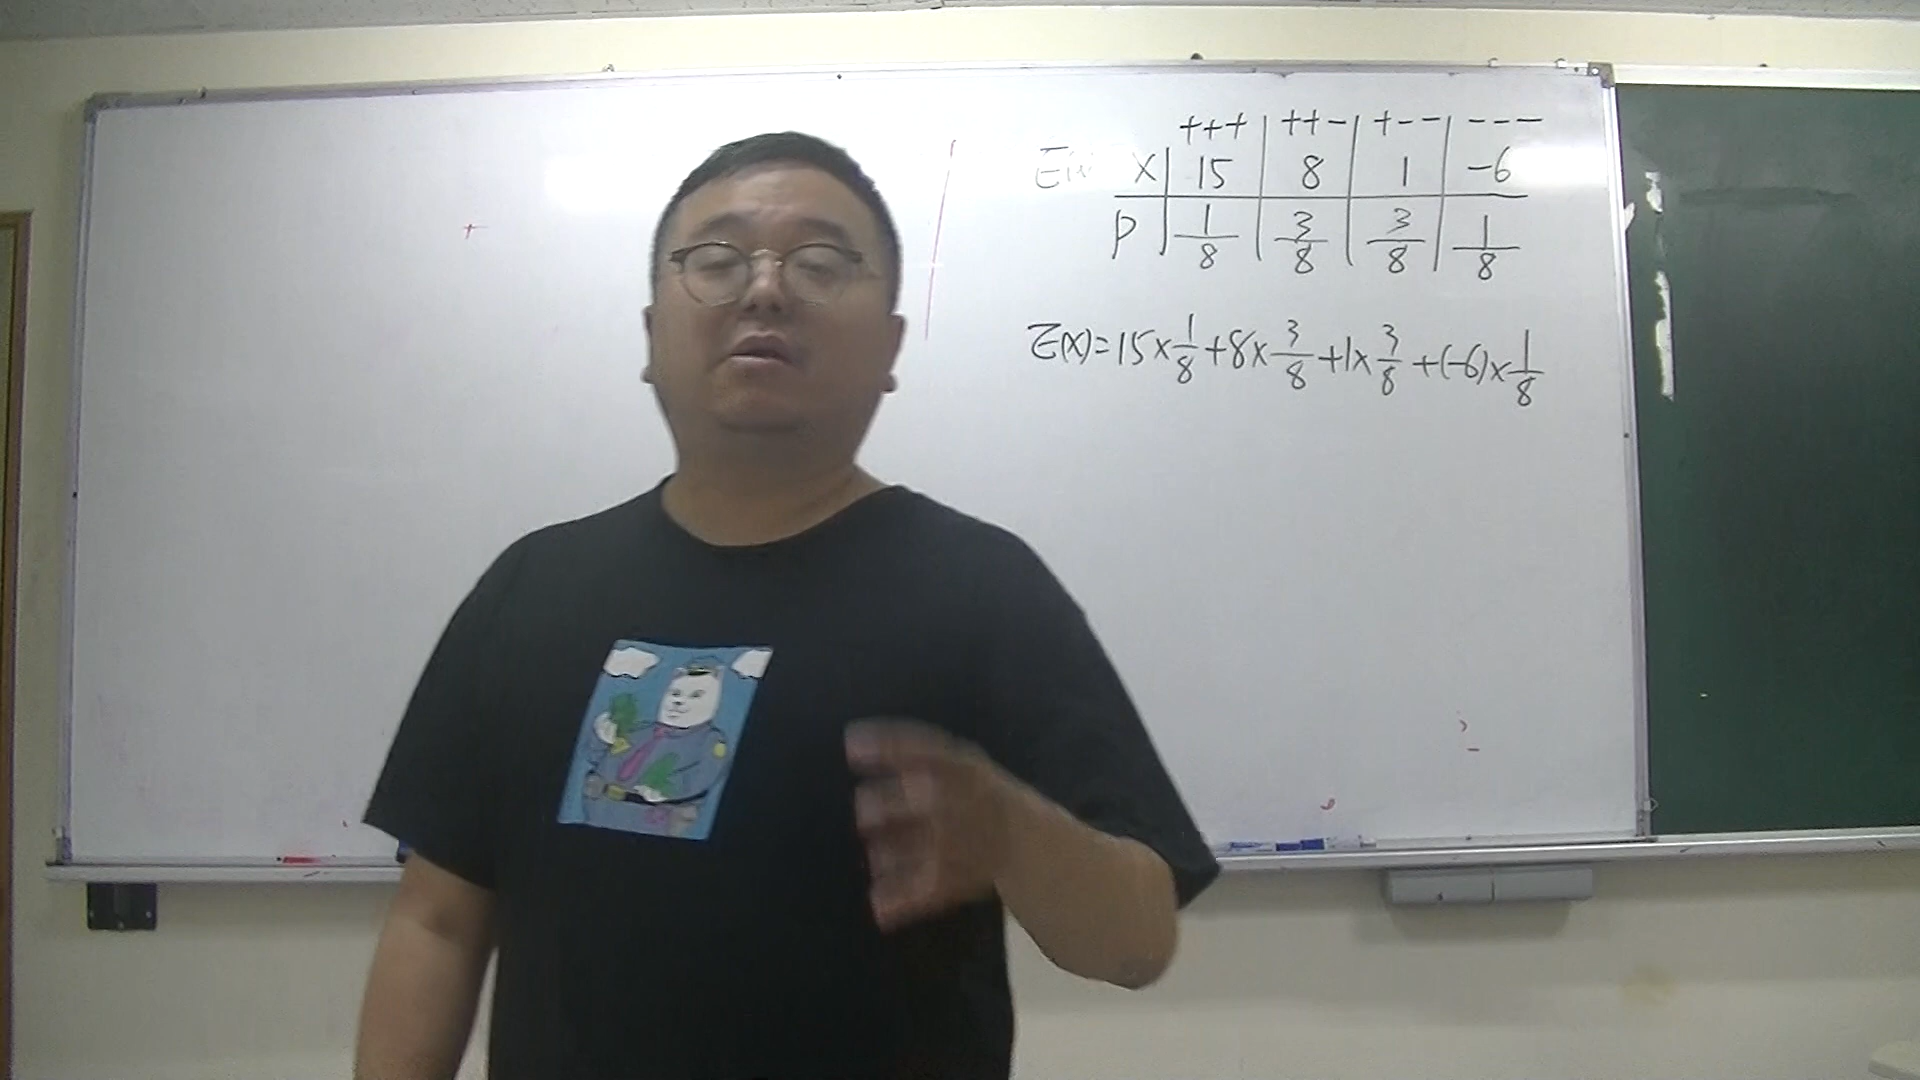 +++ | ++- | +-- | ---
X | 15 | 8 | 1 | -6
P | 1/8 | 3/8 | 3/8 | 1/8
E(X)=15×1/8+8×3/8+1×3/8+(-6)×1/8